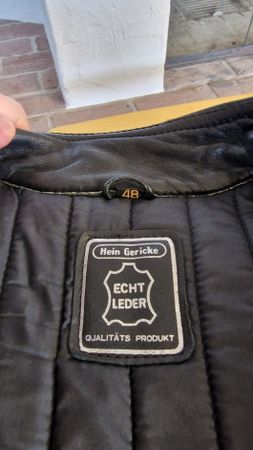 48
Hein Gericke
ECHT
LEDER
QUALITÄTS PRODUKT